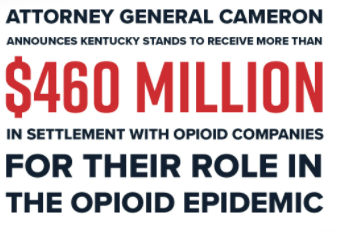 ATTORNEY GENERAL CAMERON
ANNOUNCES KENTUCKY STANDS TO RECEIVE MORE THAN
$460 MILLION
IN SETTLEMENT WITH OPIOID COMPANIES
FOR THEIR ROLE IN
THE OPIOID EPIDEMIC